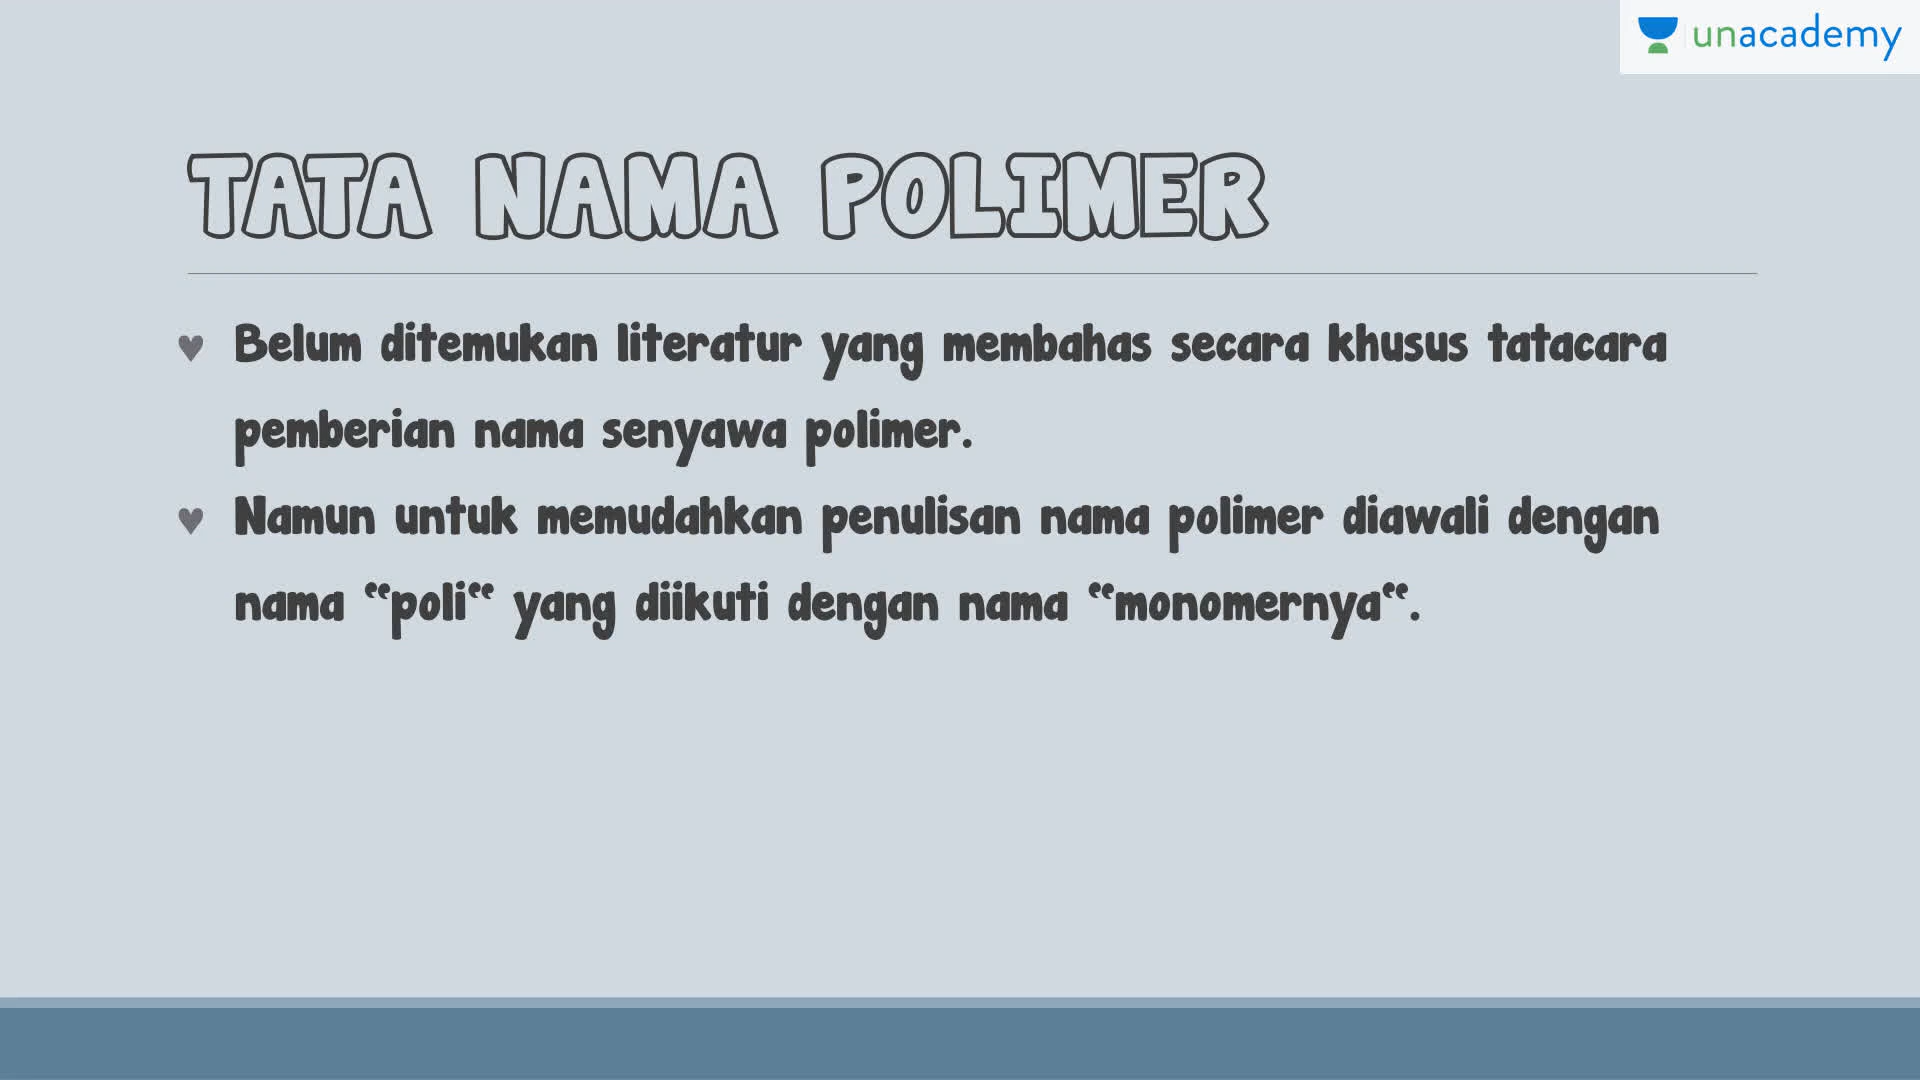 unacademy
TATA NAMA POLIMER
♥ Belum ditemukan literatur yang membahas secara khusus tatacara
pemberian nama senyawa polimer.
♥ Namun untuk memudahkan penulisan nama polimer diawali dengan
nama “poli“ yang diikuti dengan nama “monomernya“.